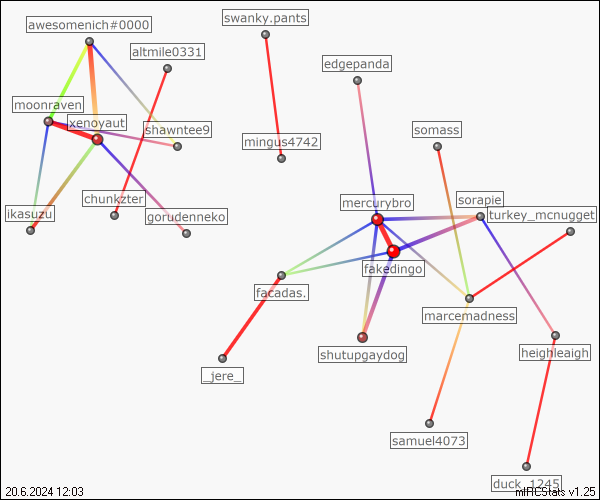 swanky.pants
awesomenich#0000
altmile0331
edgepanda
moonraven
xenoyaut
shawntee9
mingus4742
somass
chunkzter
mercurybro
sorapie
ikasuzu
gorudenneko
turkey_mcnugget
fakedingo
facadas.
marcemadness
shutupgaydog
heighleaigh
_jere_
samuel4073
duck_1245
20.6.2024 12:03
mIRCStats v1.25